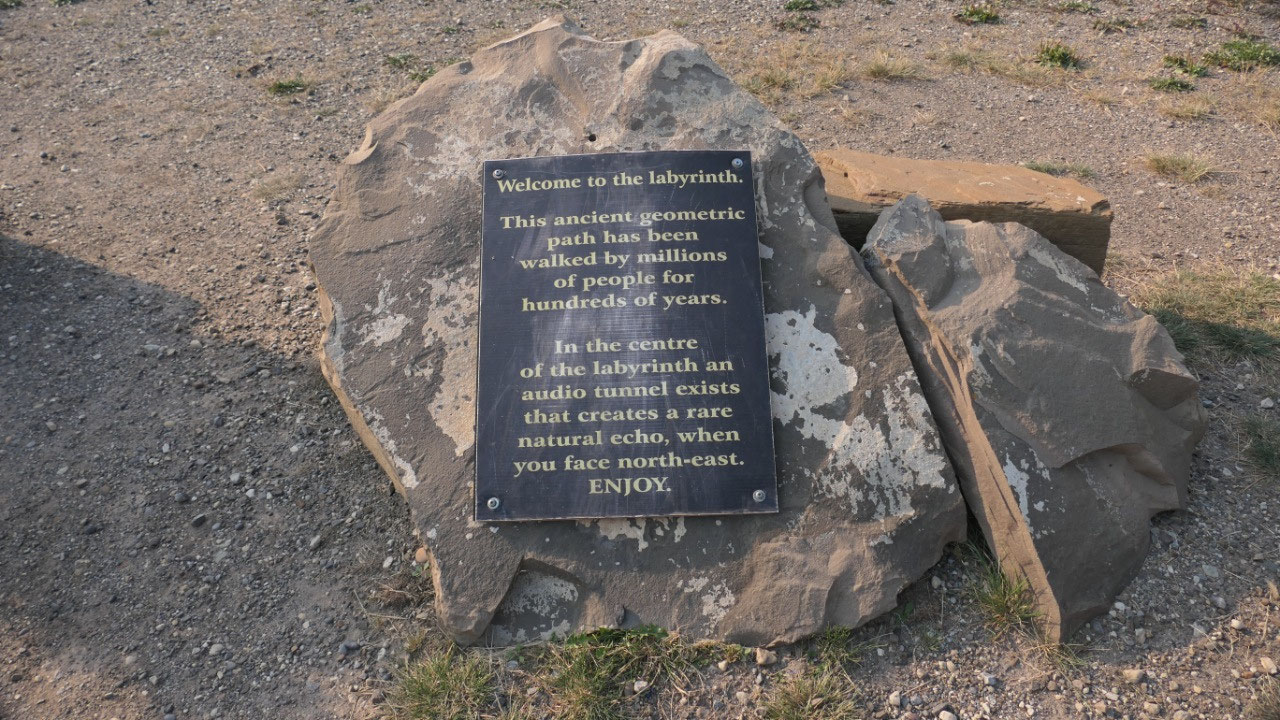 Welcome to the labyrinth.
This ancient geometric
path has been
walked by millions
of people for
hundreds of years.
In the centre
of the labyrinth an
audio tunnel exists
that creates a rare
natural echo, when
you face north-east.
ENJOY.